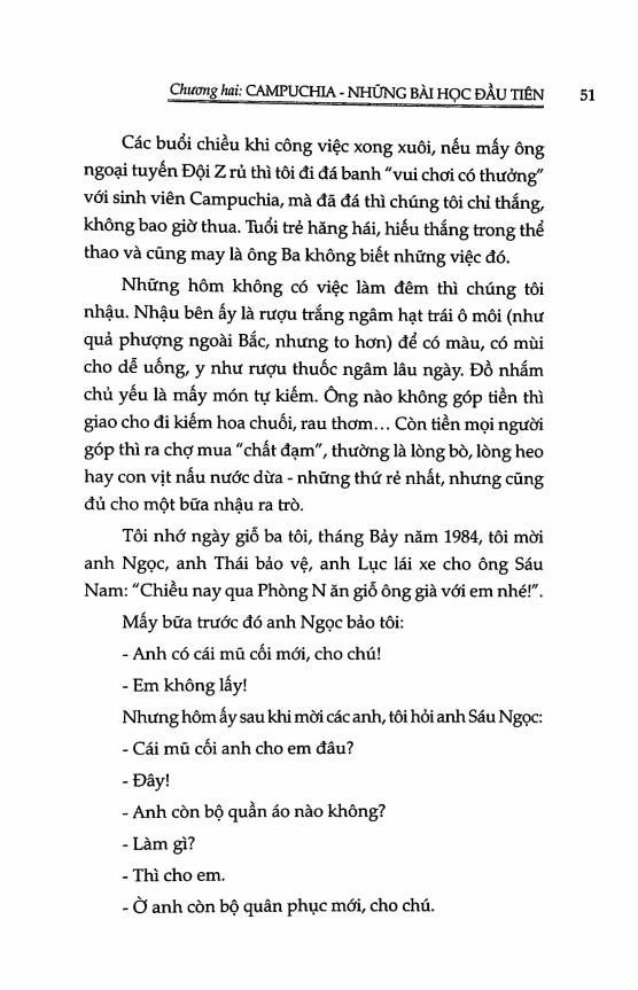 Chương hai: CAMPUCHIA - NHỮNG BÀI HỌC ĐẦU TIÊN 51
Các buổi chiều khi công việc xong xuôi, nếu mấy ông
ngoại tuyến Đội Z rủ thì tôi đi đá banh "vui chơi có thưởng"
với sinh viên Campuchia, mà đã đá thì chúng tôi chỉ thắng,
không bao giờ thua. Tuổi trẻ hăng hái, hiếu thắng trong thể
thao và cũng may là ông Ba không biết những việc đó.
Những hôm không có việc làm đêm thì chúng tôi
nhậu. Nhậu bên ấy là rượu trắng ngâm hạt trái ô môi (như
quả phượng ngoài Bắc, nhưng to hơn) để có màu, có mùi
cho dễ uống, y như rượu thuốc ngâm lâu ngày. Đồ nhắm
chủ yếu là mấy món tự kiếm. Ông nào không góp tiền thì
giao cho đi kiếm hoa chuối, rau thơm... Còn tiền mọi người
góp thì ra chợ mua "chất đạm", thường là lòng bò, lòng heo
hay con vịt nấu nước dừa - những thứ rẻ nhất, nhưng cũng
đủ cho một bữa nhậu ra trò.
Tôi nhớ ngày giỗ ba tôi, tháng Bảy năm 1984, tôi mời
anh Ngọc, anh Thái bảo vệ, anh Lục lái xe cho ông Sáu
Nam: "Chiều nay qua Phòng N ăn giỗ ông già với em nhé!".
Mấy bữa trước đó anh Ngọc bảo tôi:
- Anh có cái mũ cối mới, cho chú!
- Em không lấy!
Nhưng hôm ấy sau khi mời các anh, tôi hỏi anh Sáu Ngọc:
- Cái mũ cối anh cho em đâu?
- Đây!
- Anh còn bộ quần áo nào không?
- Làm gì?
- Thì cho em.
- Ờ anh còn bộ quân phục mới, cho chú.